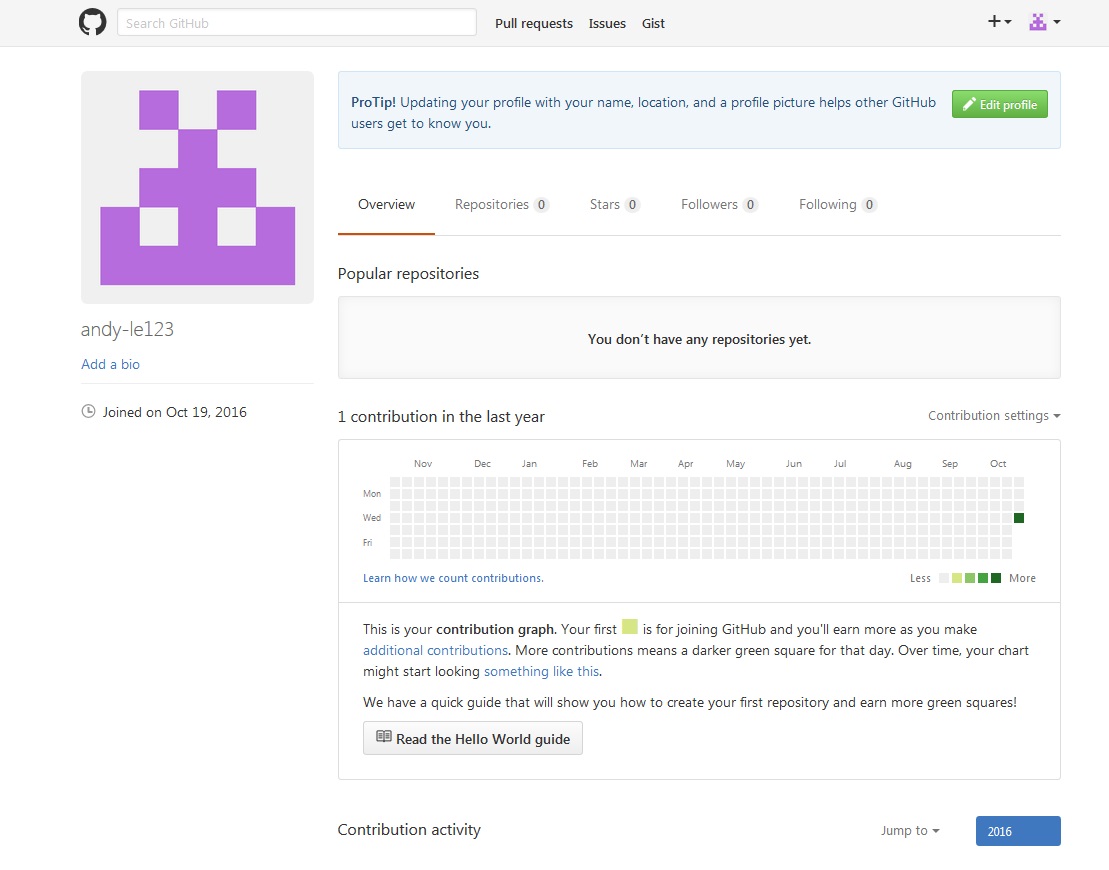 Search GitHub
Pull requests Issues Gist
ProTip! Updating your profile with your name, location, and a profile picture helps other GitHub
users get to know you.
Edit profile
Overview Repositories 0 Stars 0 Followers 0 Following 0
andy-le123
Add a bio
Joined on Oct 19, 2016
Popular repositories
You don’t have any repositories yet.
1 contribution in the last year
Contribution settings
Nov Dec Jan Feb Mar Apr May Jun Jul Aug Sep Oct
Mon
Wed
Fri
Learn how we count contributions.
Less More
This is your contribution graph. Your first is for joining GitHub and you'll earn more as you make
additional contributions. More contributions means a darker green square for that day. Over time, your chart
might start looking something like this.
We have a quick guide that will show you how to create your first repository and earn more green squares!
Read the Hello World guide
Contribution activity
Jump to
2016